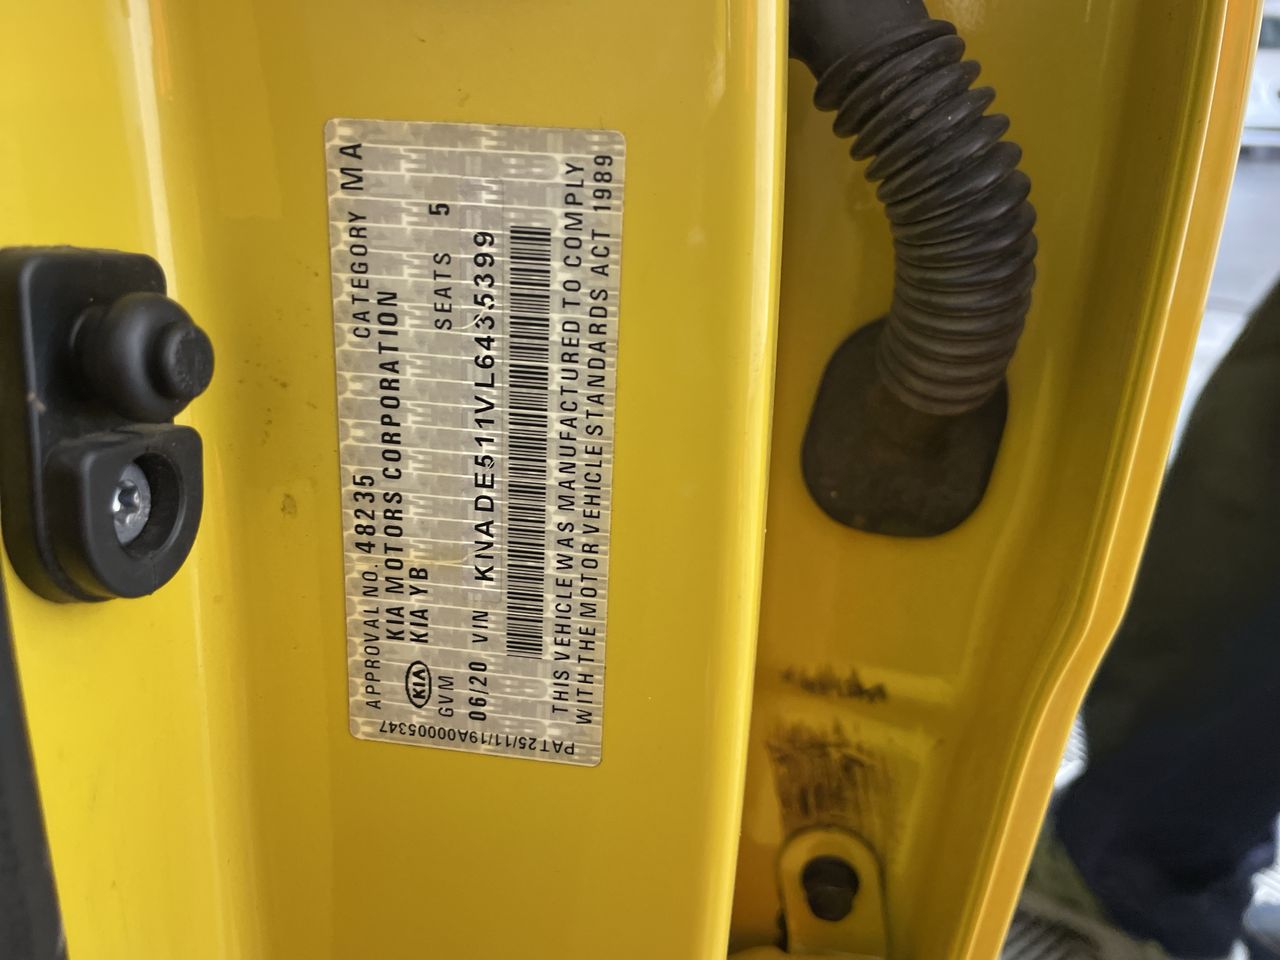 APPROVAL NO. 48235 CATEGORY MA
KIA MOTORS CORPORATION
KIA KIA YB
GVM SEATS 5
06/20 VIN KNADE511VL6435399
THIS VEHICLE WAS MANUFACTURED TO COMPLY
WITH THE MOTOR VEHICLE STANDARDS ACT 1989
PAT25/11/19A00005347